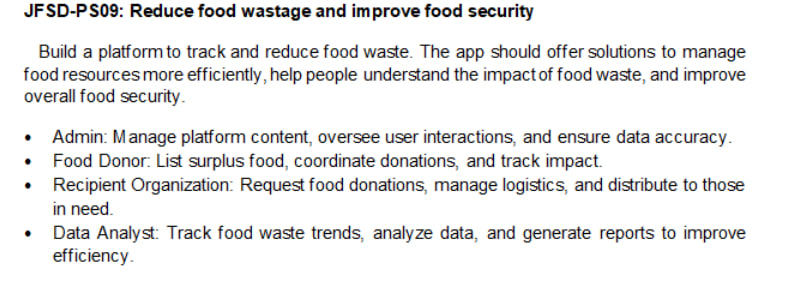 JFSD-PS09: Reduce food wastage and improve food security
Build a platform to track and reduce food waste. The app should offer solutions to manage
food resources more efficiently, help people understand the impact of food waste, and improve
overall food security.
• Admin: Manage platform content, oversee user interactions, and ensure data accuracy.
• Food Donor: List surplus food, coordinate donations, and track impact.
• Recipient Organization: Request food donations, manage logistics, and distribute to those
in need.
• Data Analyst: Track food waste trends, analyze data, and generate reports to improve
efficiency.